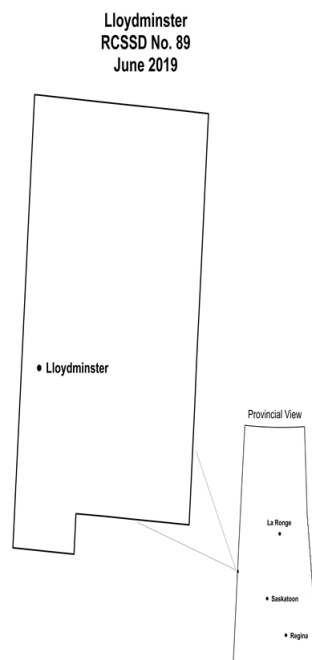 Lloydminster
RCSSD No. 89
June 2019
Lloydminster
Provincial View
La Ronge
Saskatoon
Regina